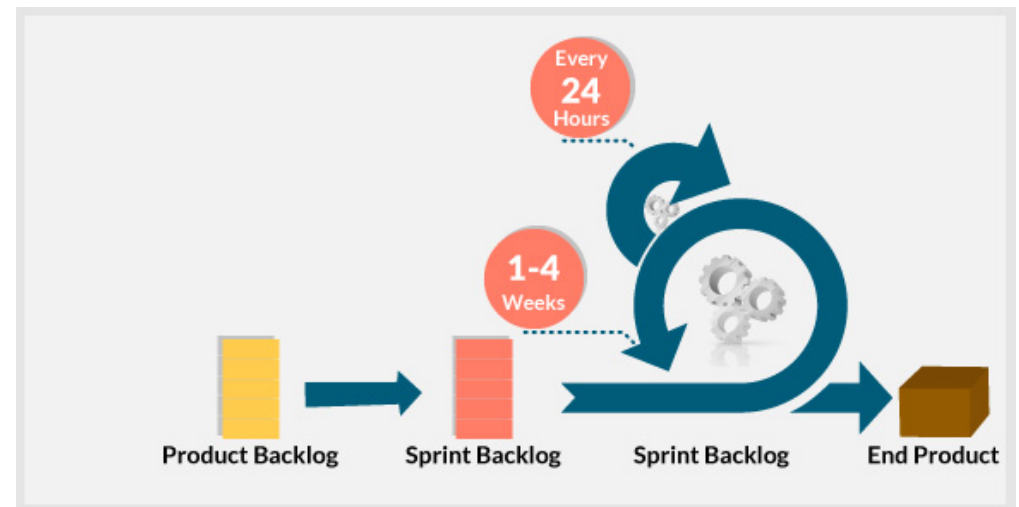 Every
24
Hours
1-4
Weeks
Product Backlog
Sprint Backlog
Sprint Backlog
End Product